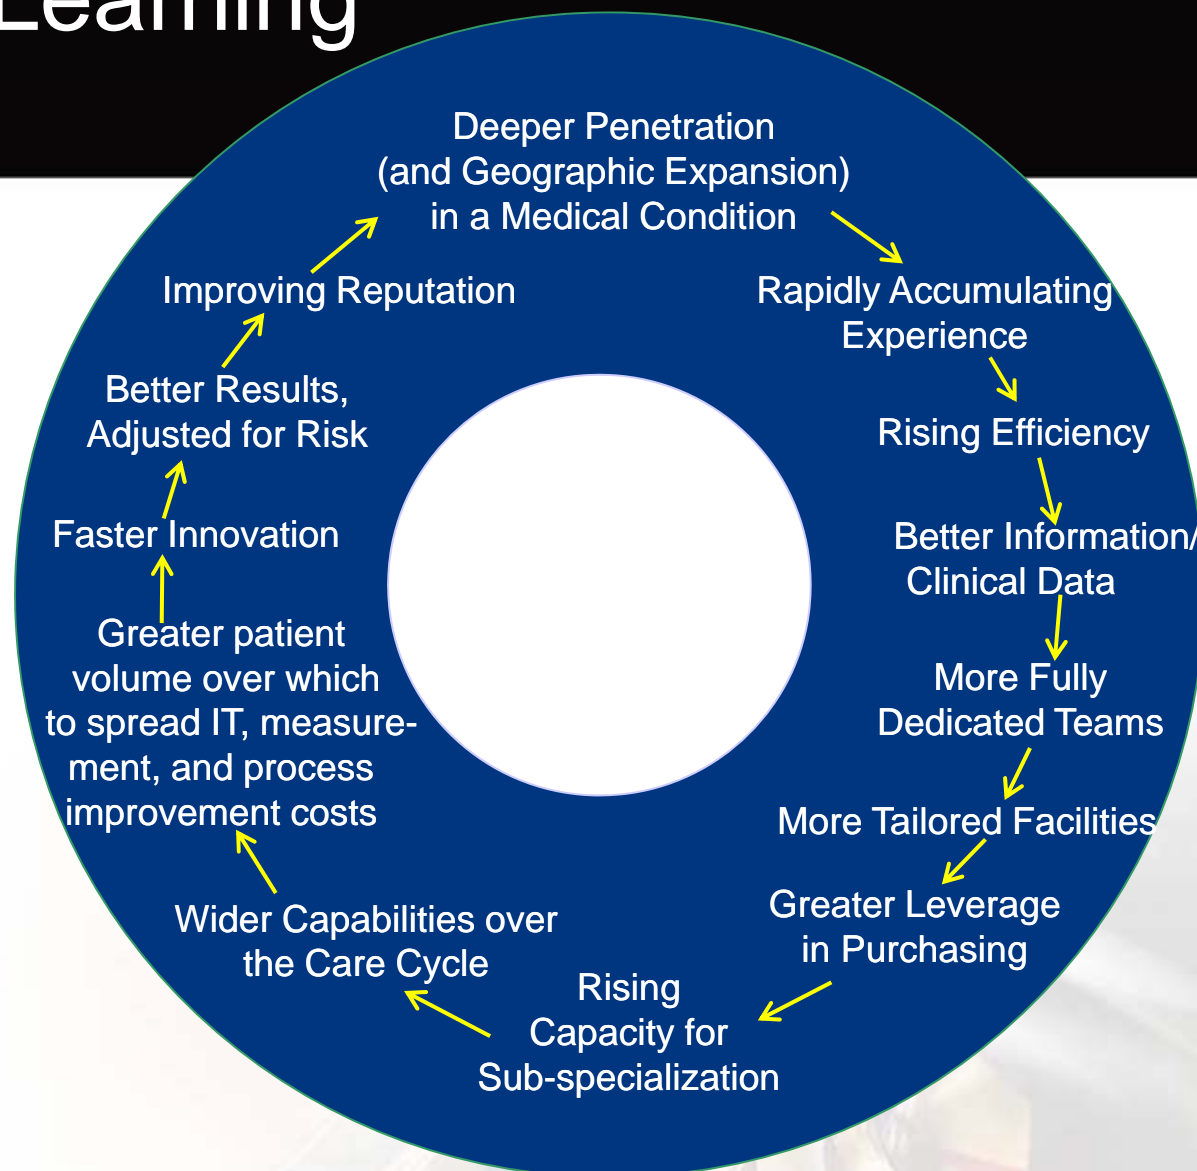 Learning
Deeper Penetration
(and Geographic Expansion)
in a Medical Condition
Rapidly Accumulating
Experience
Rising Efficiency
Better Information/
Clinical Data
More Fully
Dedicated Teams
More Tailored Facilities
Greater Leverage
in Purchasing
Rising
Capacity for
Sub-specialization
Wider Capabilities over
the Care Cycle
Greater patient
volume over which
to spread IT, measure-
ment, and process
improvement costs
Faster Innovation
Better Results,
Adjusted for Risk
Improving Reputation